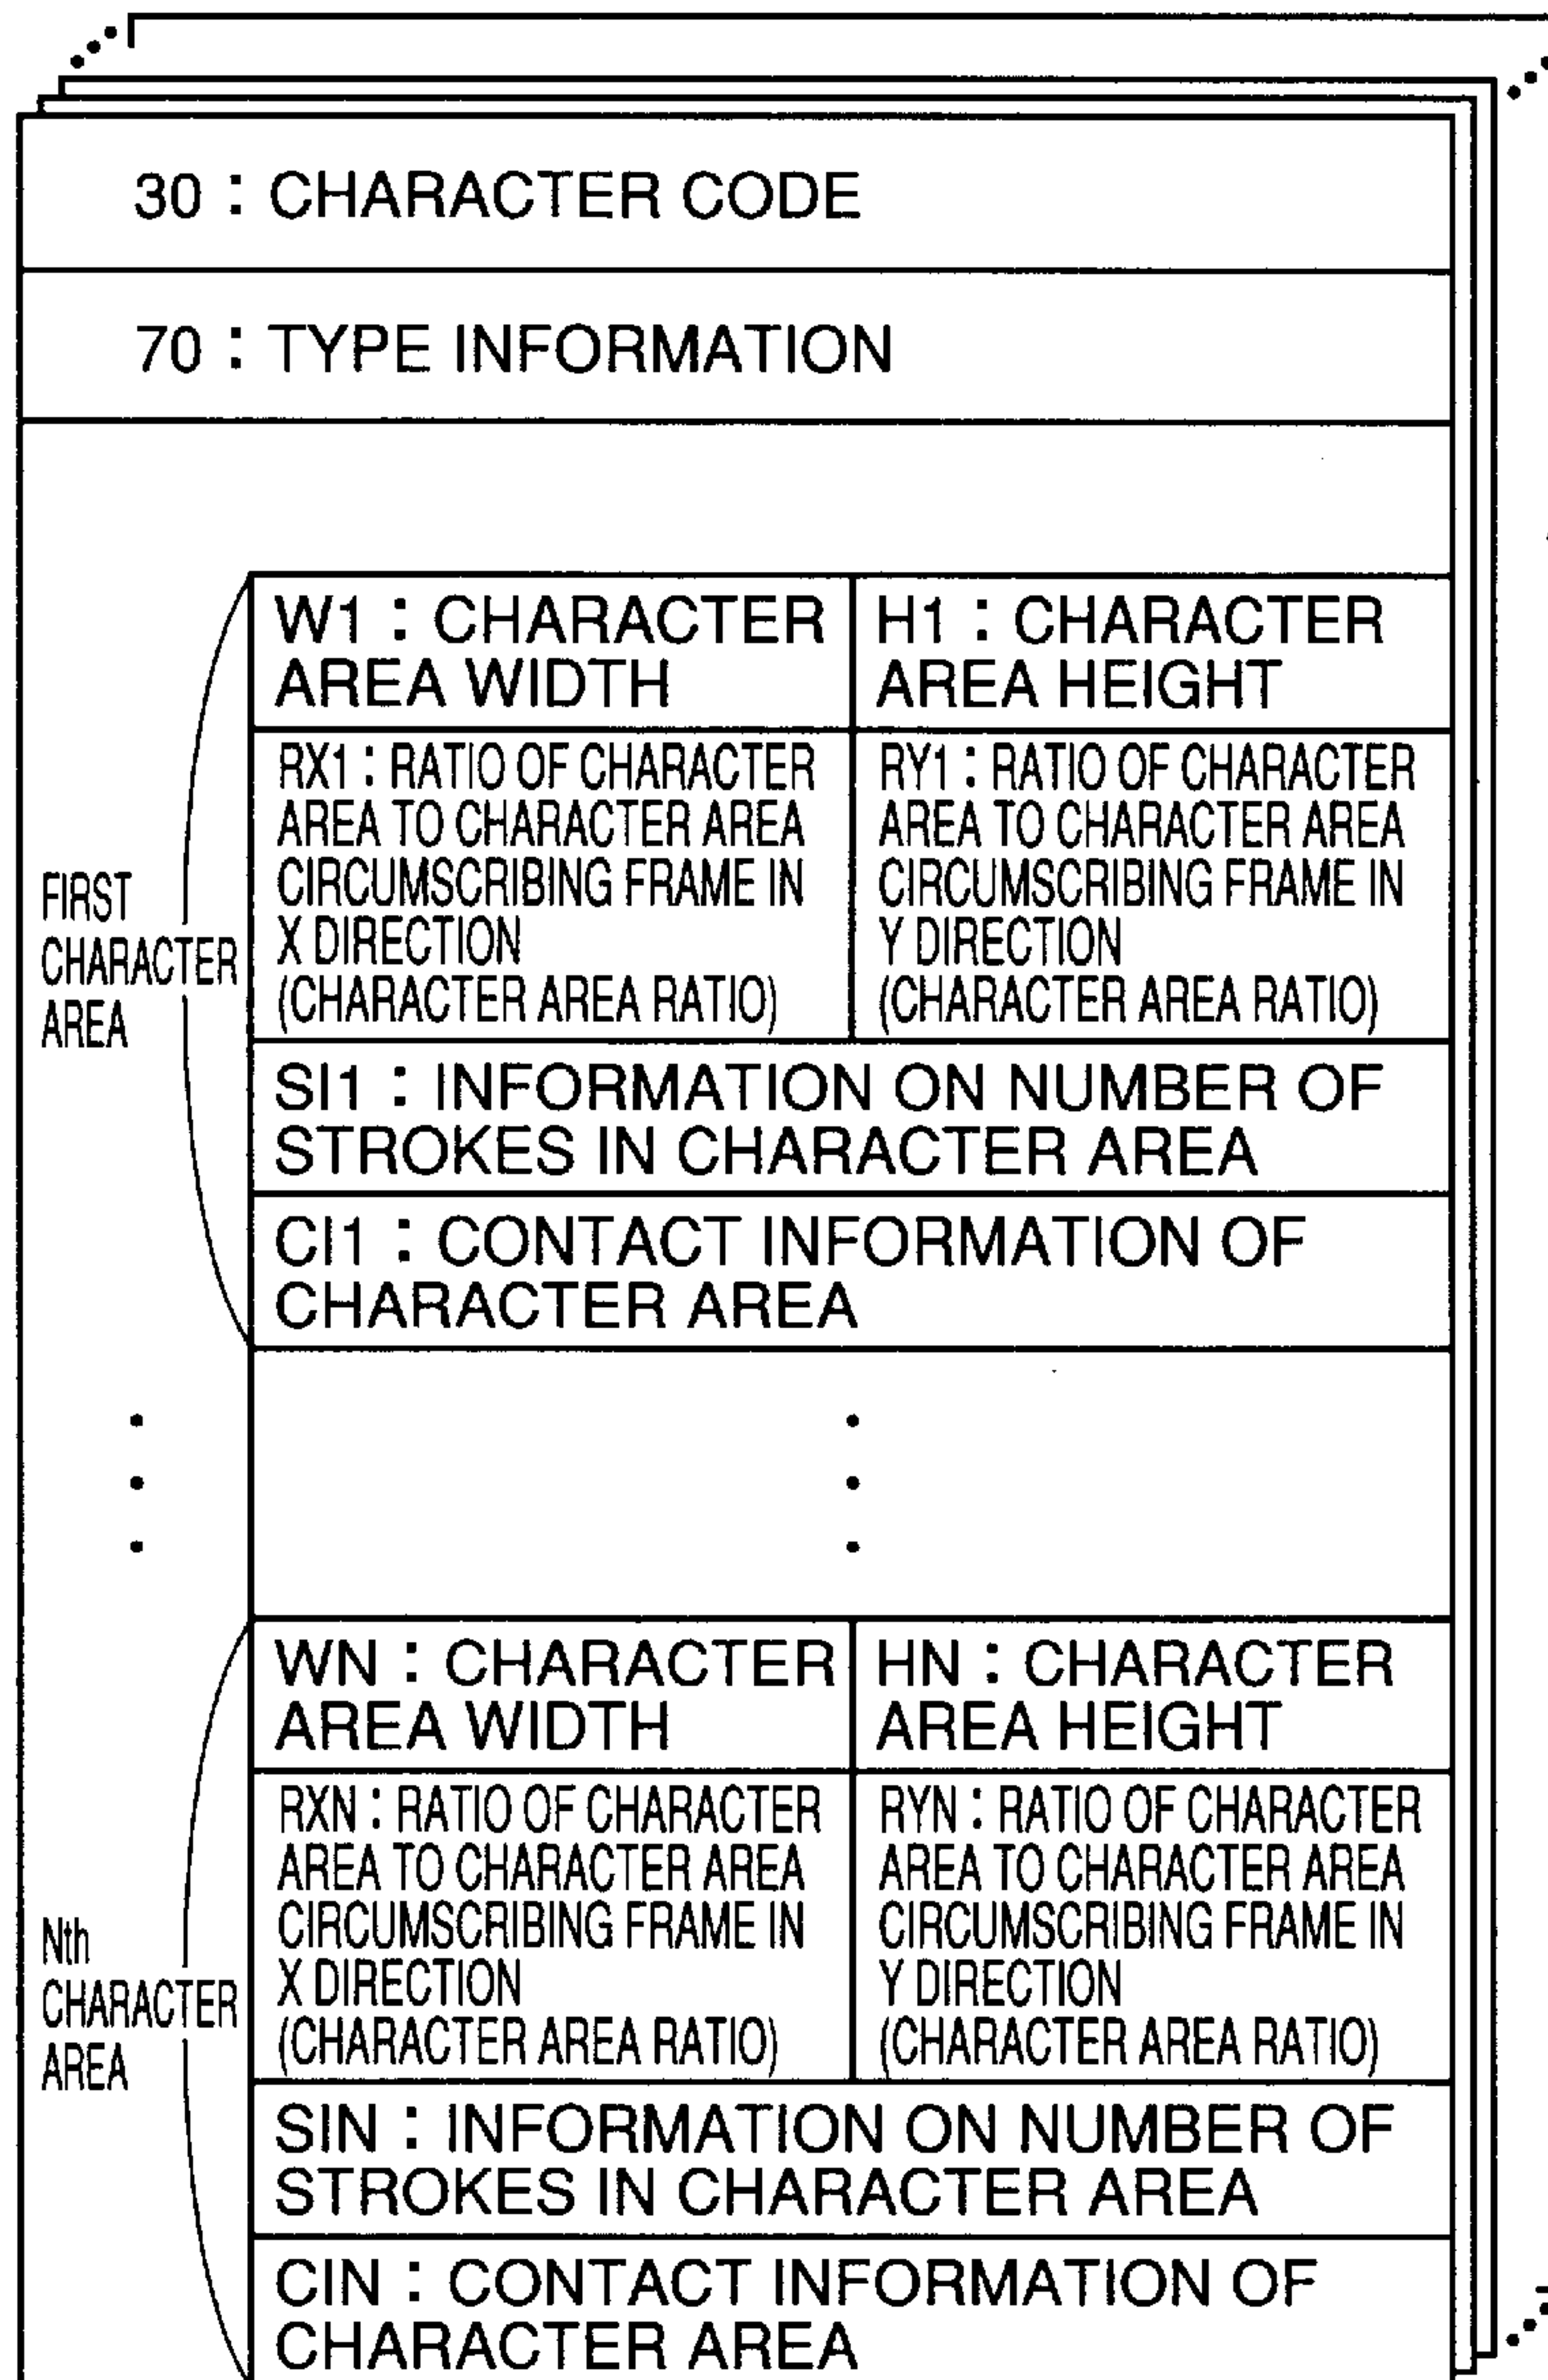 30 : CHARACTER CODE
70 : TYPE INFORMATION
FIRST
CHARACTER
AREA
W1 : CHARACTER
AREA WIDTH
H1 : CHARACTER
AREA HEIGHT
RX1 : RATIO OF CHARACTER
AREA TO CHARACTER AREA
CIRCUMSCRIBING FRAME IN
X DIRECTION
(CHARACTER AREA RATIO)
RY1 : RATIO OF CHARACTER
AREA TO CHARACTER AREA
CIRCUMSCRIBING FRAME IN
Y DIRECTION
(CHARACTER AREA RATIO)
SI1 : INFORMATION ON NUMBER OF
STROKES IN CHARACTER AREA
CI1 : CONTACT INFORMATION OF
CHARACTER AREA
Nth
CHARACTER
AREA
WN : CHARACTER
AREA WIDTH
HN : CHARACTER
AREA HEIGHT
RXN : RATIO OF CHARACTER
AREA TO CHARACTER AREA
CIRCUMSCRIBING FRAME IN
X DIRECTION
(CHARACTER AREA RATIO)
RYN : RATIO OF CHARACTER
AREA TO CHARACTER AREA
CIRCUMSCRIBING FRAME IN
Y DIRECTION
(CHARACTER AREA RATIO)
SIN : INFORMATION ON NUMBER OF
STROKES IN CHARACTER AREA
CIN : CONTACT INFORMATION OF
CHARACTER AREA